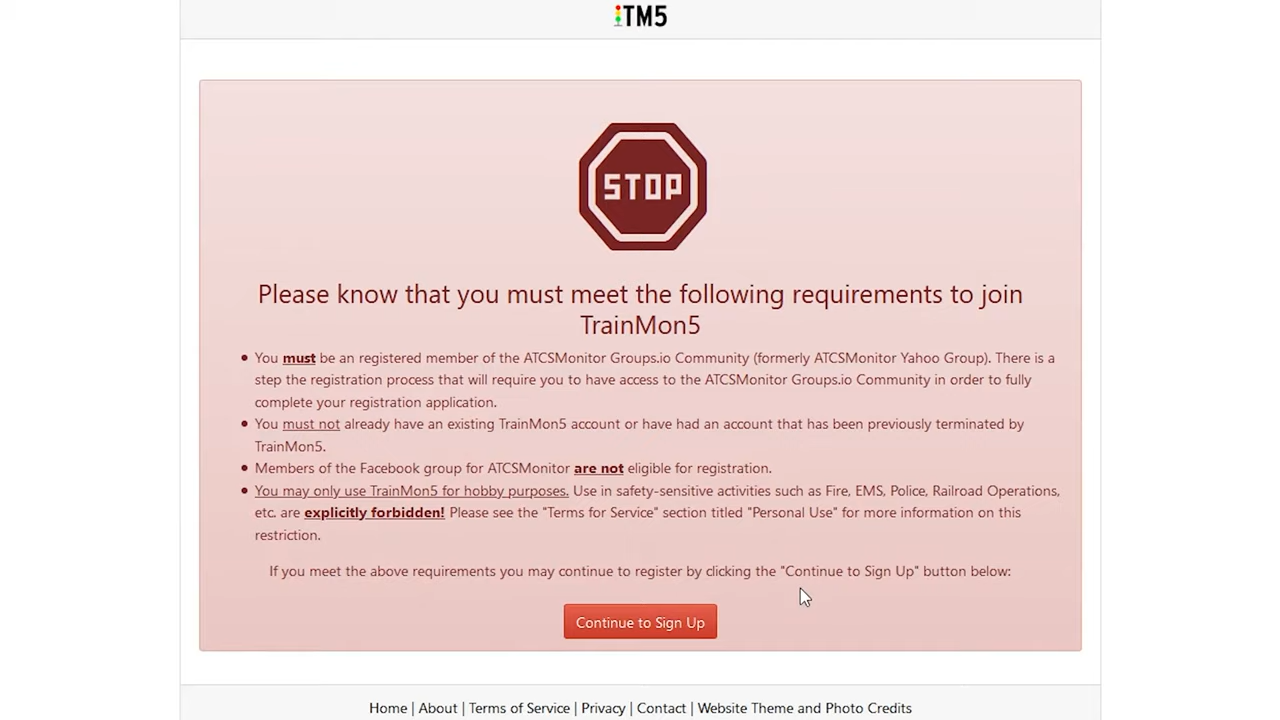 TM5
STOP
Please know that you must meet the following requirements to join
TrainMon5
You must be an registered member of the ATCSMonitor Groups.io Community (formerly ATCSMonitor Yahoo Group). There is a
step the registration process that will require you to have access to the ATCSMonitor Groups.io Community in order to fully
complete your registration application.
You must not already have an existing TrainMon5 account or have had an account that has been previously terminated by
TrainMon5.
Members of the Facebook group for ATCSMonitor are not eligible for registration.
You may only use TrainMon5 for hobby purposes. Use in safety-sensitive activities such as Fire, EMS, Police, Railroad Operations,
etc. are explicitly forbidden! Please see the "Terms for Service" section titled "Personal Use" for more information on this
restriction.
If you meet the above requirements you may continue to register by clicking the "Continue to Sign Up" button below:
Continue to Sign Up
Home | About | Terms of Service | Privacy | Contact | Website Theme and Photo Credits